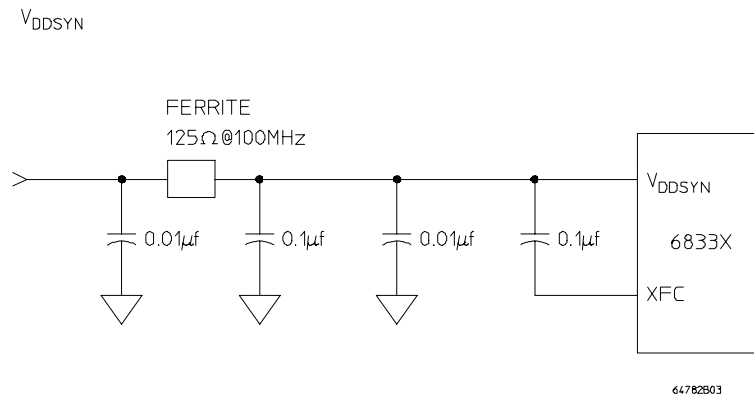 VDDSYN
FERRITE
125Ω@100MHz
VDDSYN
0.01µf
0.1µf
0.01µf
0.1µf
6833X
XFC
64782B03